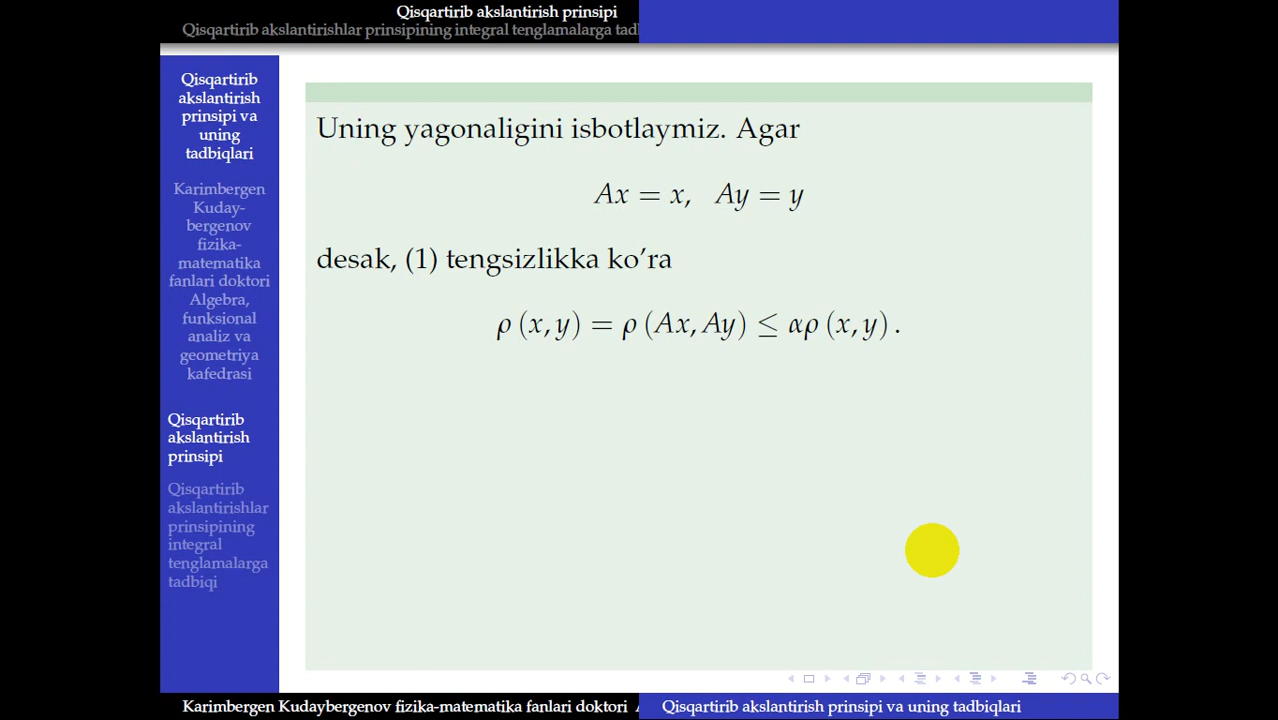 Qisqartirib akslantirish prinsipi
Qisqartirib akslantirishlar prinsipining integral tenglamalarga tad
Qisqartirib
akslantirish
prinsipi va
uning
tadbiqlari
Karimbergen
Kuday-
bergenov
fizika-
matematika
fanlari doktori
Algebra,
funksional
analiz va
geometriya
kafedrasi
Qisqartirib
akslantirish
prinsipi
Qisqartirib
akslantirishlar
prinsipining
integral
tenglamalarga
tadbiqi
Uning yagonaligini isbotlaymiz. Agar
Ax = x, Ay = y
desak, (1) tengsizlikka ko’ra
ρ (x, y) = ρ (Ax, Ay) ≤ αρ (x, y) .
Karimbergen Kudaybergenov fizika-matematika fanlari doktori
Qisqartirib akslantirish prinsipi va uning tadbiqlari